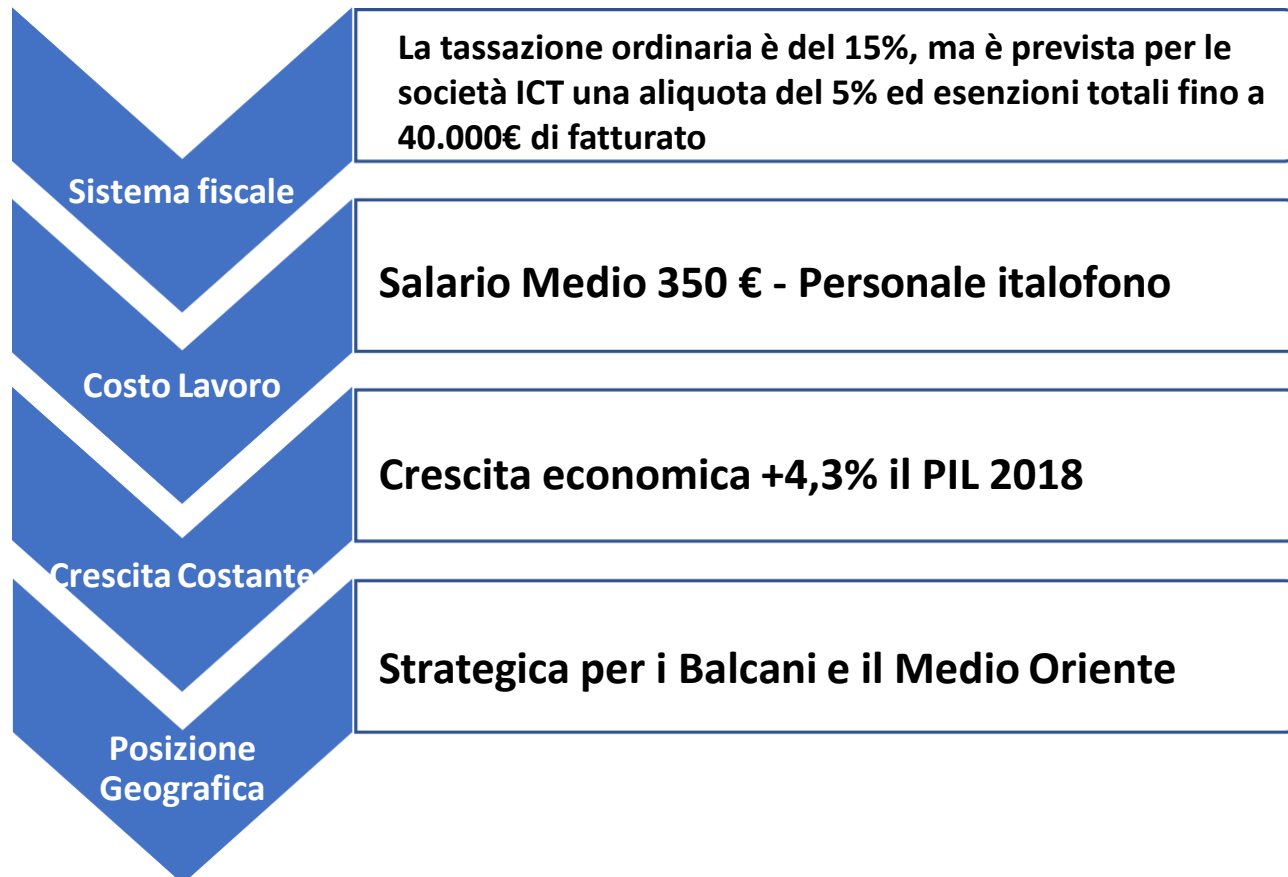 La tassazione ordinaria è del 15%, ma è prevista per le
società ICT una aliquota del 5% ed esenzioni totali fino a
40.000€ di fatturato
Sistema fiscale
Salario Medio 350 € - Personale italofono
Costo Lavoro
Crescita economica +4,3% il PIL 2018
Crescita Costante
Strategica per i Balcani e il Medio Oriente
Posizione
Geografica